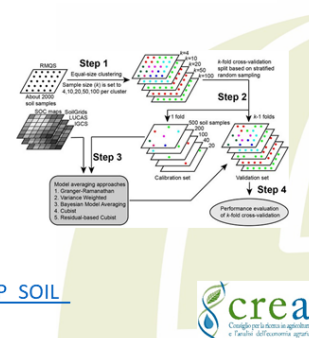 Step 1
Equal-size clustering
Sample size (k) is set to
4;10,20,50,100 per cluster
RMQS
About 2000
soil samples
SOC maps
SoilGrids
LUCAS
IGCS
k=4
k=10
k=20
k=50
k=100
k-fold cross-validation
split based on stratified
random sampling
Step 2
1 fold
k-1 folds
500 soil samples
200
100
40
20
Step 3
Calibration set
Validation set
Model averaging approaches
1. Granger-Ramanathan
2. Variance Weighted
3. Bayesian Model Averaging
4. Cubist
5. Residual-based Cubist
Step 4
Performance evaluation
of k-fold cross-validation
P_SOIL
crea
Consiglio per la ricerca in agricoltura
e l'analisi dell'economia agraria